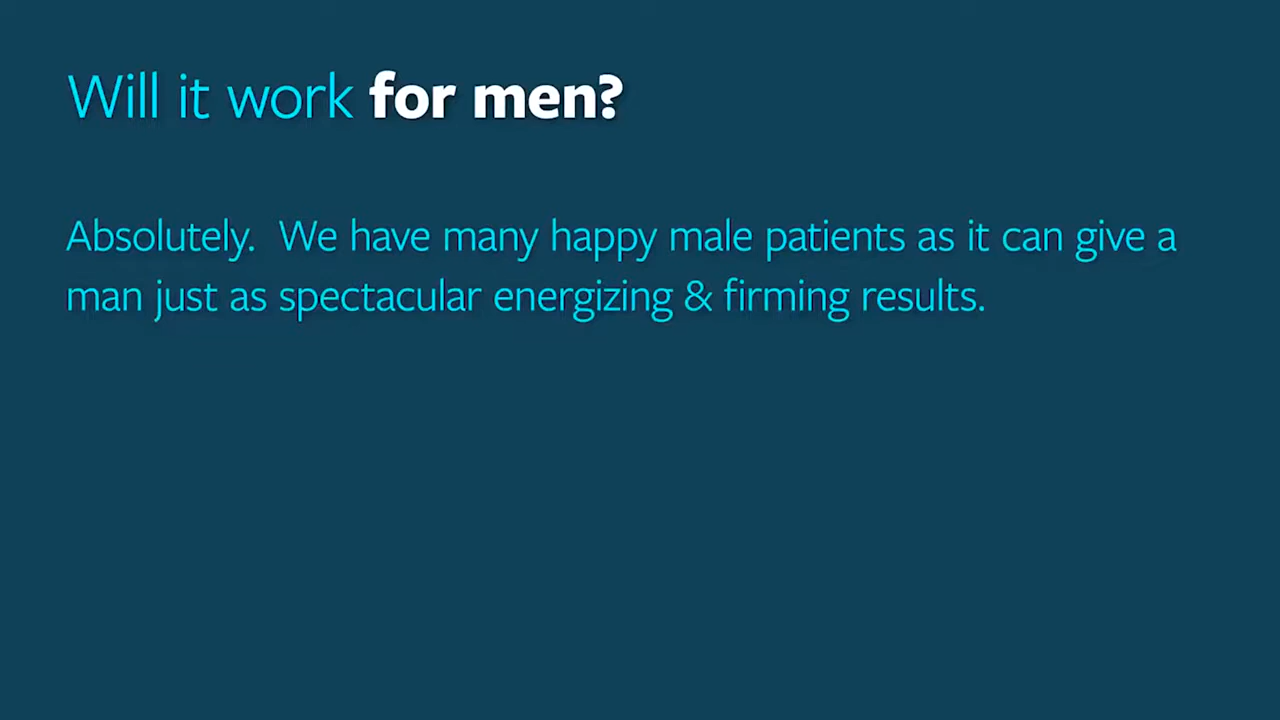 Will it work for men?
Absolutely.  We have many happy male patients as it can give a
man just as spectacular energizing & firming results.